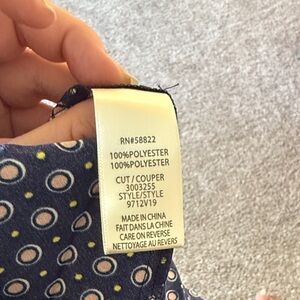 RN#58822
100%POLYESTER
100%POLYESTER
CUT / COUPER
3003255
STYLE/STYLE
9712V19
MADE IN CHINA
FAIT DANS LA CHINE
CARE ON REVERSE
NETTOYAGE AU REVERS